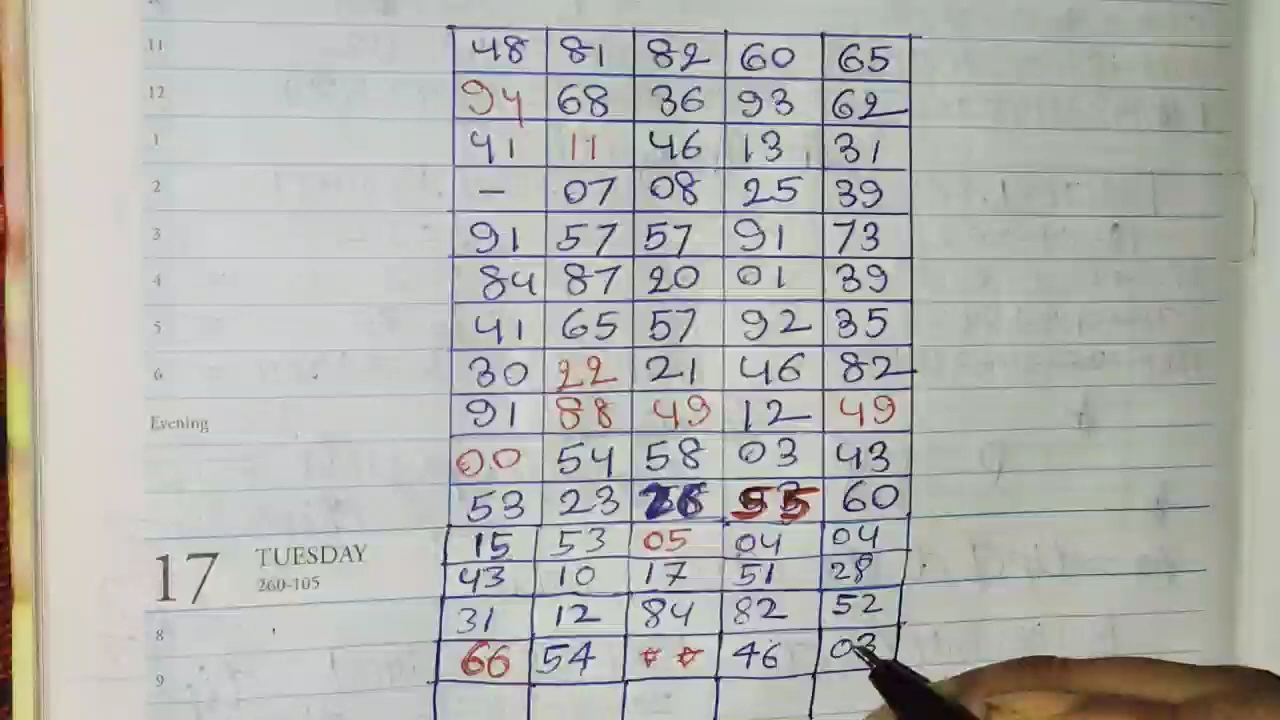 11 48 81 82 60 65
12 94 68 36 93 62
1 41 11 46 13 31
2 - 07 08 25 39
3 91 57 57 91 73
4 84 87 20 01 39
5 41 65 57 92 35
6 30 22 21 46 82
Evening 91 88 49 12 49
00 54 58 03 43
53 23 26 55 60
17 TUESDAY 15 53 05 04 04
260-105 43 10 17 51 28
8 31 12 84 82 52
9 66 54 ** 46 03